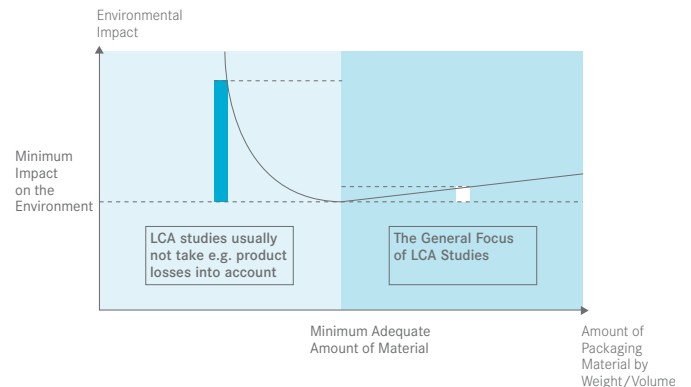 Environmental
Impact
Minimum
Impact
on the
Environment
LCA studies usually
not take e.g. product
losses into account
The General Focus
of LCA Studies
Minimum Adequate
Amount of Material
Amount of
Packaging
Material by
Weight/Volume